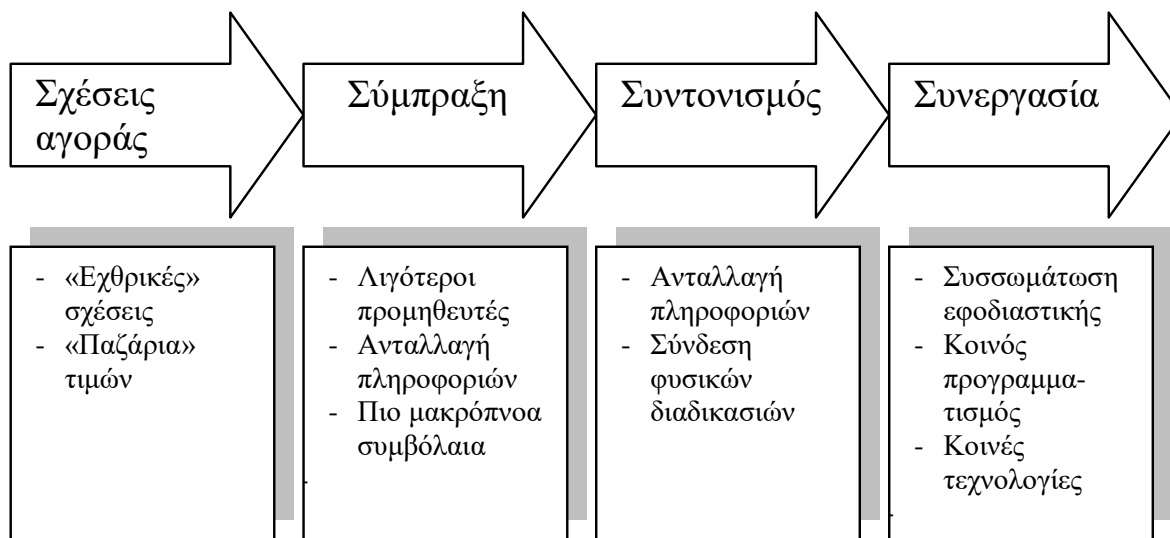 Σχέσεις
αγοράς
Σύμπραξη
Συντονισμός
Συνεργασία
- «Εχθρικές»
σχέσεις
- «Παζάρια»
τιμών
- Λιγότεροι
προμηθευτές
- Ανταλλαγή
πληροφοριών
- Πιο μακρόπνοα
συμβόλαια
-
- Ανταλλαγή
πληροφοριών
- Σύνδεση
φυσικών
διαδικασιών
- Συσσωμάτωση
εφοδιαστικής
- Κοινός
προγραμμα-
τισμός
- Κοινές
τεχνολογίες
-